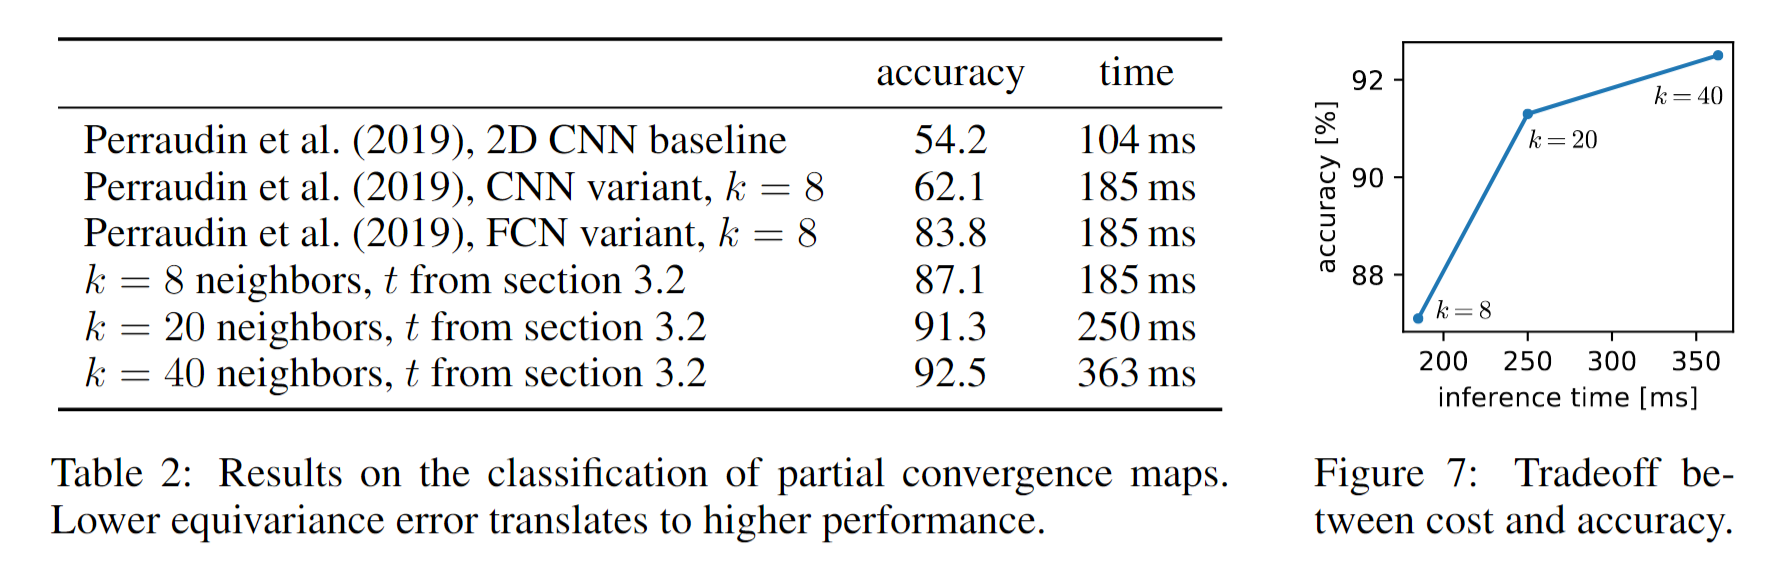 accuracy time
Perraudin et al. (2019), 2D CNN baseline 54.2 104 ms
Perraudin et al. (2019), CNN variant, k = 8 62.1 185 ms
Perraudin et al. (2019), FCN variant, k = 8 83.8 185 ms
k = 8 neighbors, t from section 3.2 87.1 185 ms
k = 20 neighbors, t from section 3.2 91.3 250 ms
k = 40 neighbors, t from section 3.2 92.5 363 ms
Table 2: Results on the classification of partial convergence maps.
Lower equivariance error translates to higher performance.
accuracy [%]
92
90
88
k = 40
k = 20
k = 8
200 250 300 350
inference time [ms]
Figure 7: Tradeoff be-
tween cost and accuracy.